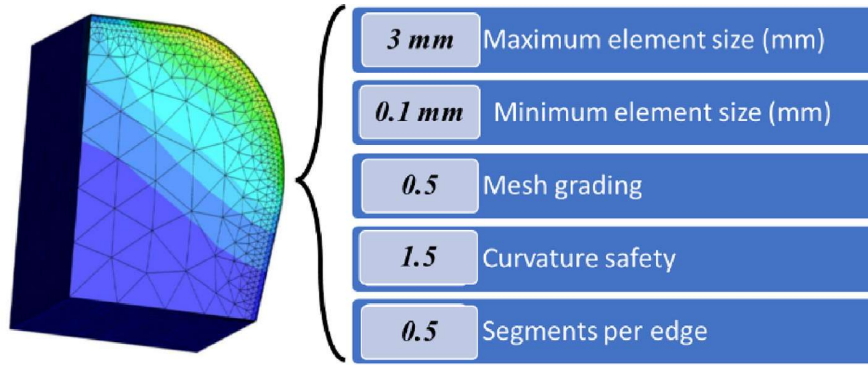 3 mm Maximum element size (mm)
0.1 mm Minimum element size (mm)
0.5 Mesh grading
1.5 Curvature safety
0.5 Segments per edge